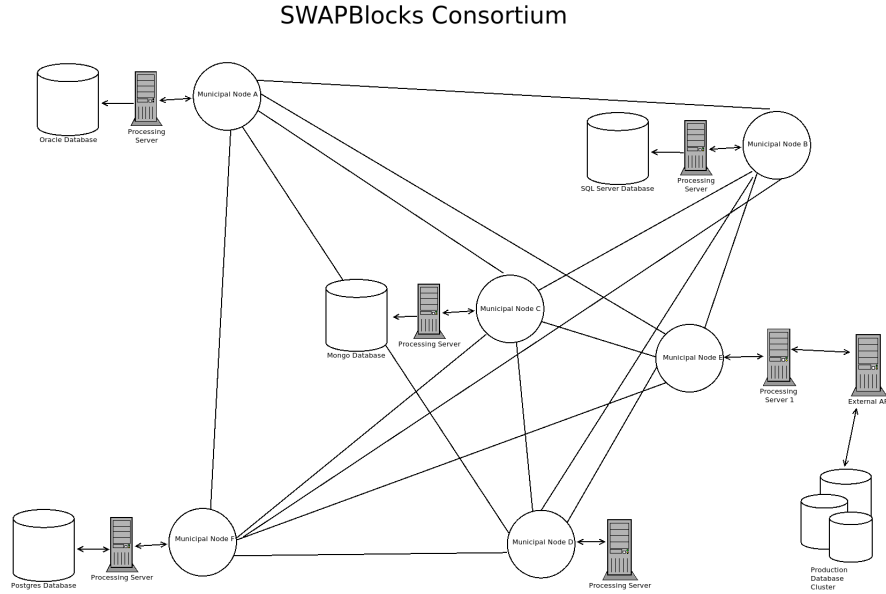 SWAPBlocks Consortium
Municipal Node A
Oracle Database
Processing
Server
Municipal Node B
SQL Server Database
Processing
Server
Municipal Node C
Processing Server
Mongo Database
Municipal Node E
Processing
Server 1
External AP
Municipal Node F
Processing Server
Postgres Database
Municipal Node D
Processing Server
Production
Database
Cluster